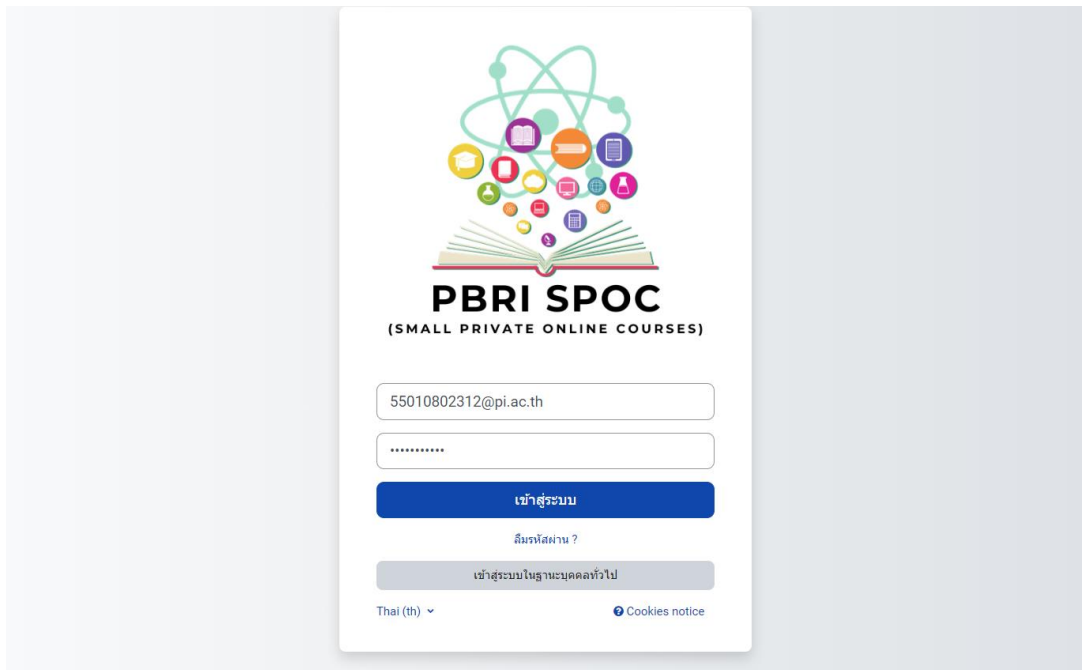 PBRI SPOC
(SMALL PRIVATE ONLINE COURSES)
55010802312@pi.ac.th
•••••••••••
เข้าสู่ระบบ
ลืมรหัสผ่าน ?
เข้าสู่ระบบในฐานะบุคคลทั่วไป
Thai (th)
Cookies notice